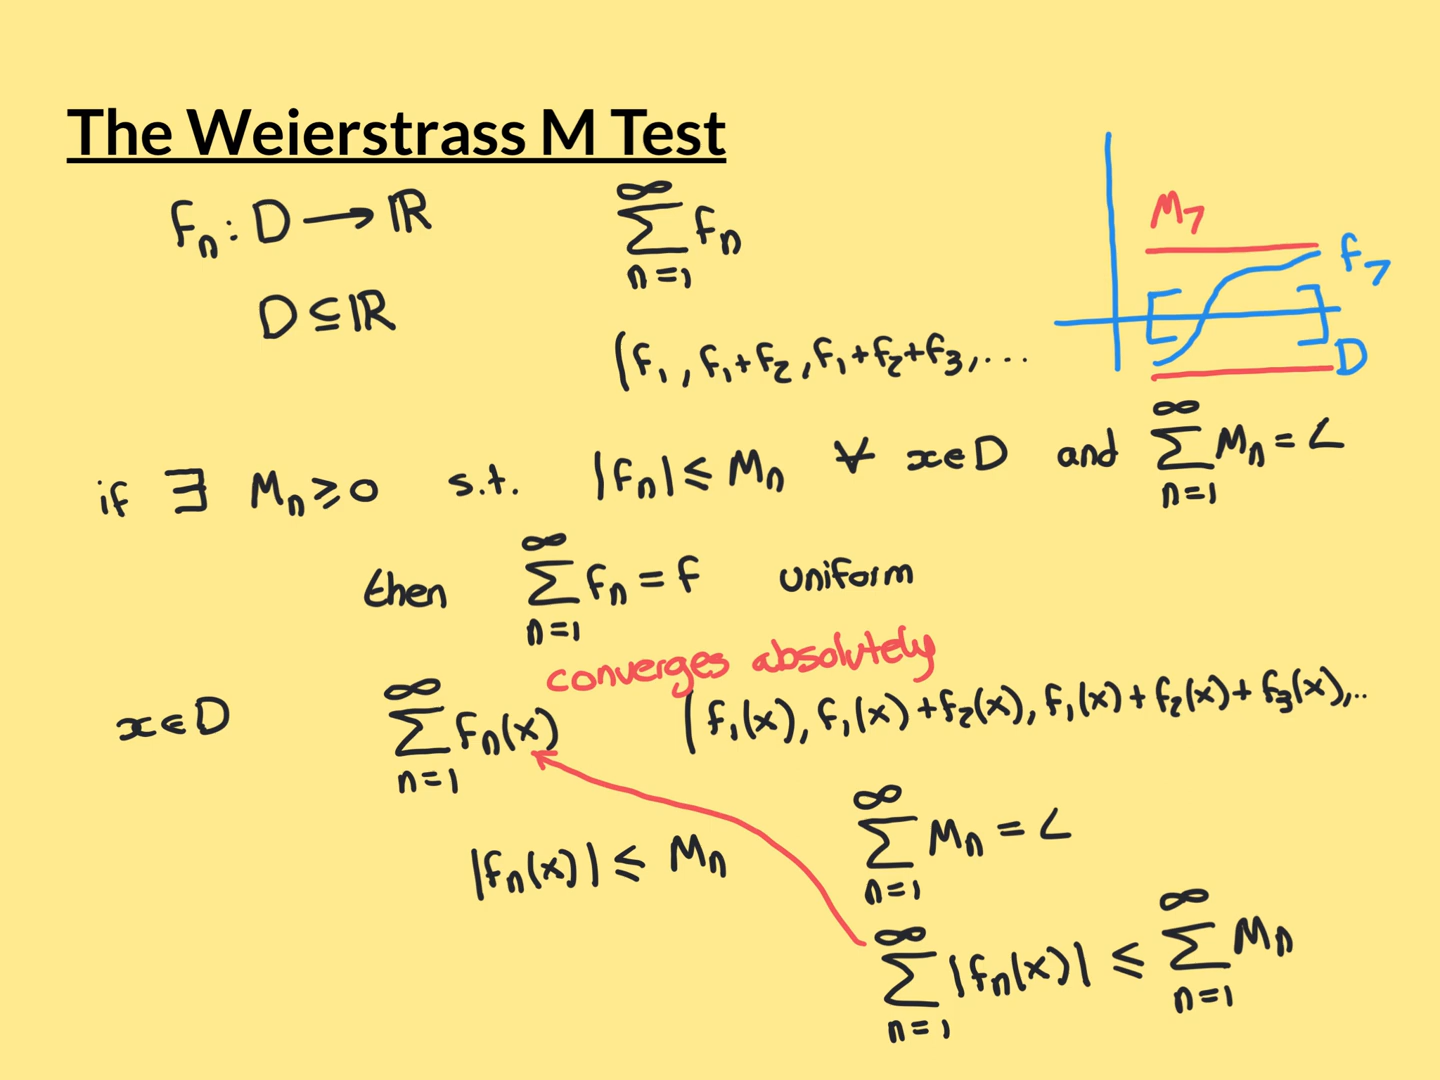 The Weierstrass M Test
fₙ : D ⟶ ℝ
∞
∑ fₙ
n=1
D ⊆ ℝ
(f₁, f₁+f₂, f₁+f₂+f₃, ...
M₇
f₇
D
if ∃ Mₙ ⩾ 0 s.t. |fₙ| ⩽ Mₙ ∀ x∈D and ∑ₙ₌₁^∞ Mₙ = L
then ∑ₙ₌₁^∞ fₙ = f uniform
converges absolutely
x∈D ∑ₙ₌₁^∞ fₙ(x) (f₁(x), f₁(x)+f₂(x), f₁(x)+f₂(x)+f₃(x),..
∑ₙ₌₁^∞ Mₙ = L
|fₙ(x)| ⩽ Mₙ
∑ₙ₌₁^∞ |fₙ(x)| ⩽ ∑ₙ₌₁^∞ Mₙ